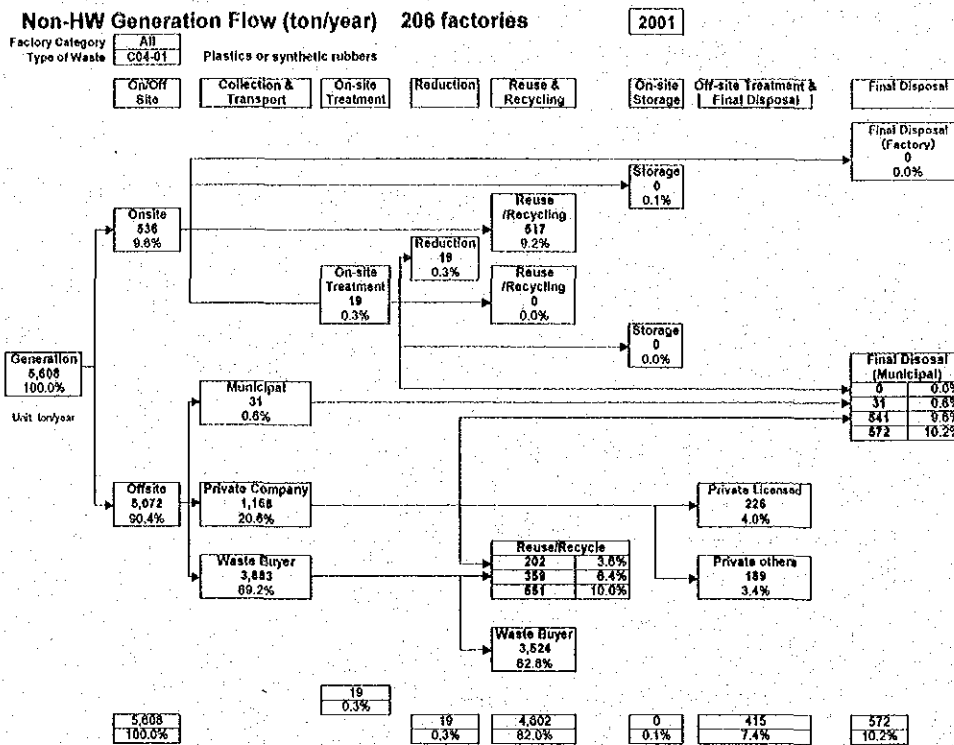 Non-HW Generation Flow (ton/year) 206 factories 2001
Factory Category All
Type of Waste C04-01 Plastics or synthetic rubbers
On/Off Site
Collection & Transport
On-site Treatment
Reduction
Reuse & Recycling
On-site Storage
Off-site Treatment & Final Disposal
Final Disposal
Final Disposal
(Factory)
0
0.0%
Storage
0
0.1%
Onsite
536
9.6%
Reuse
/Recycling
517
9.2%
Reduction
19
0.3%
On-site
Treatment
19
0.3%
Reuse
/Recycling
0
0.0%
Storage
0
0.0%
Generation
5,608
100.0%
Unit ton/year
Municipal
31
0.6%
Final Disosal
(Municipal)
0 0.0%
31 0.6%
541 9.6%
572 10.2%
Offsite
5,072
90.4%
Private Company
1,158
20.6%
Private Licensed
226
4.0%
Waste Buyer
3,883
69.2%
Reuse/Recycle
202 3.6%
359 6.4%
561 10.0%
Private others
189
3.4%
Waste Buyer
3,524
62.8%
19
0.3%
5,608 19 4,602 0 415 572
100.0% 0.3% 82.0% 0.1% 7.4% 10.2%